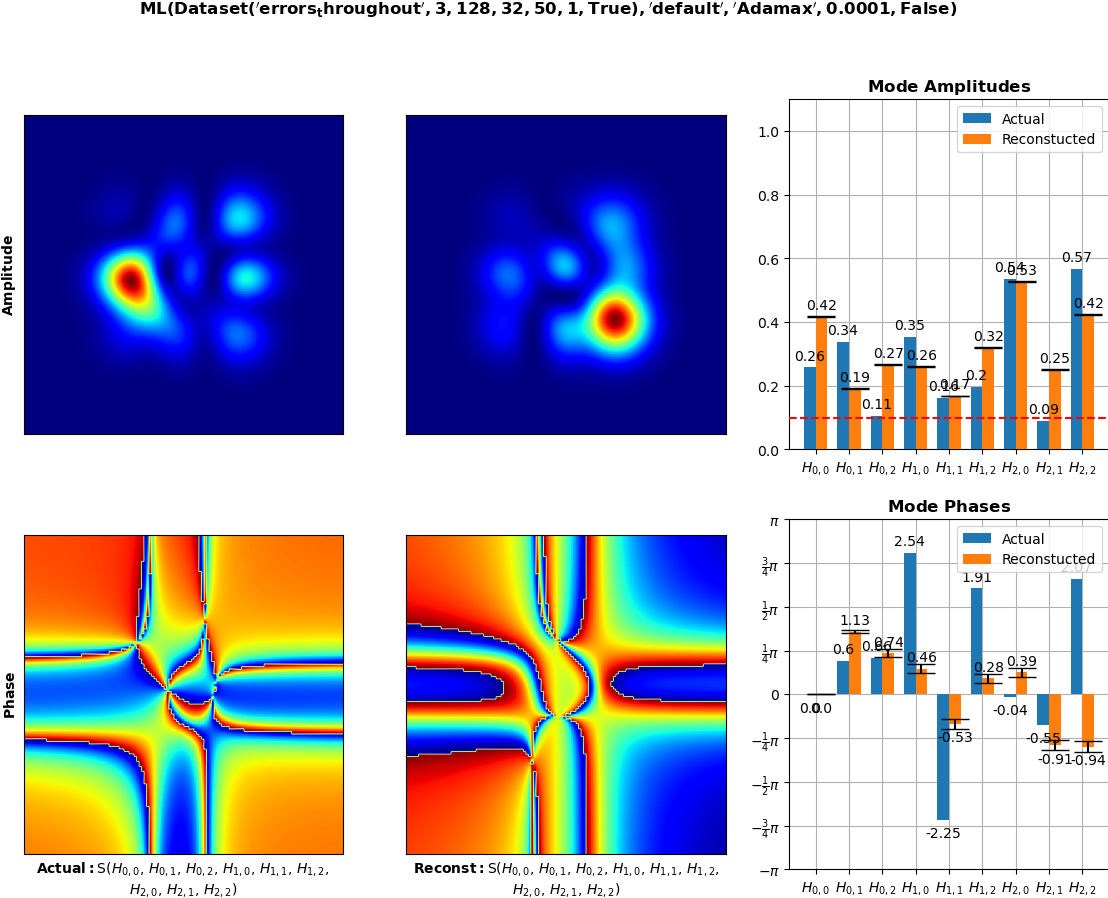 ML(Dataset('errors_throughout', 3, 128, 32, 50, 1, True), 'default', 'Adamax', 0.0001, False)
Amplitude
Mode Amplitudes
Actual
Reconstucted
1.0
0.8
0.6
0.4
0.2
0.0
0.26 0.34 0.11 0.35 0.16 0.2 0.54 0.09 0.57
0.42 0.19 0.27 0.26 0.17 0.32 0.53 0.25 0.42
H0,0 H0,1 H0,2 H1,0 H1,1 H1,2 H2,0 H2,1 H2,2
Phase
Mode Phases
Actual
Reconstucted
π
3/4π
1/2π
1/4π
0
−1/4π
−1/2π
−3/4π
−π
0.0 0.6 0.66 2.54 -2.25 1.91 -0.04 -0.55 2.07
0.0 1.13 0.74 0.46 -0.53 0.28 0.39 -0.91 -0.94
H0,0 H0,1 H0,2 H1,0 H1,1 H1,2 H2,0 H2,1 H2,2
Actual: S(H0,0, H0,1, H0,2, H1,0, H1,1, H1,2,
H2,0, H2,1, H2,2)
Reconst: S(H0,0, H0,1, H0,2, H1,0, H1,1, H1,2,
H2,0, H2,1, H2,2)